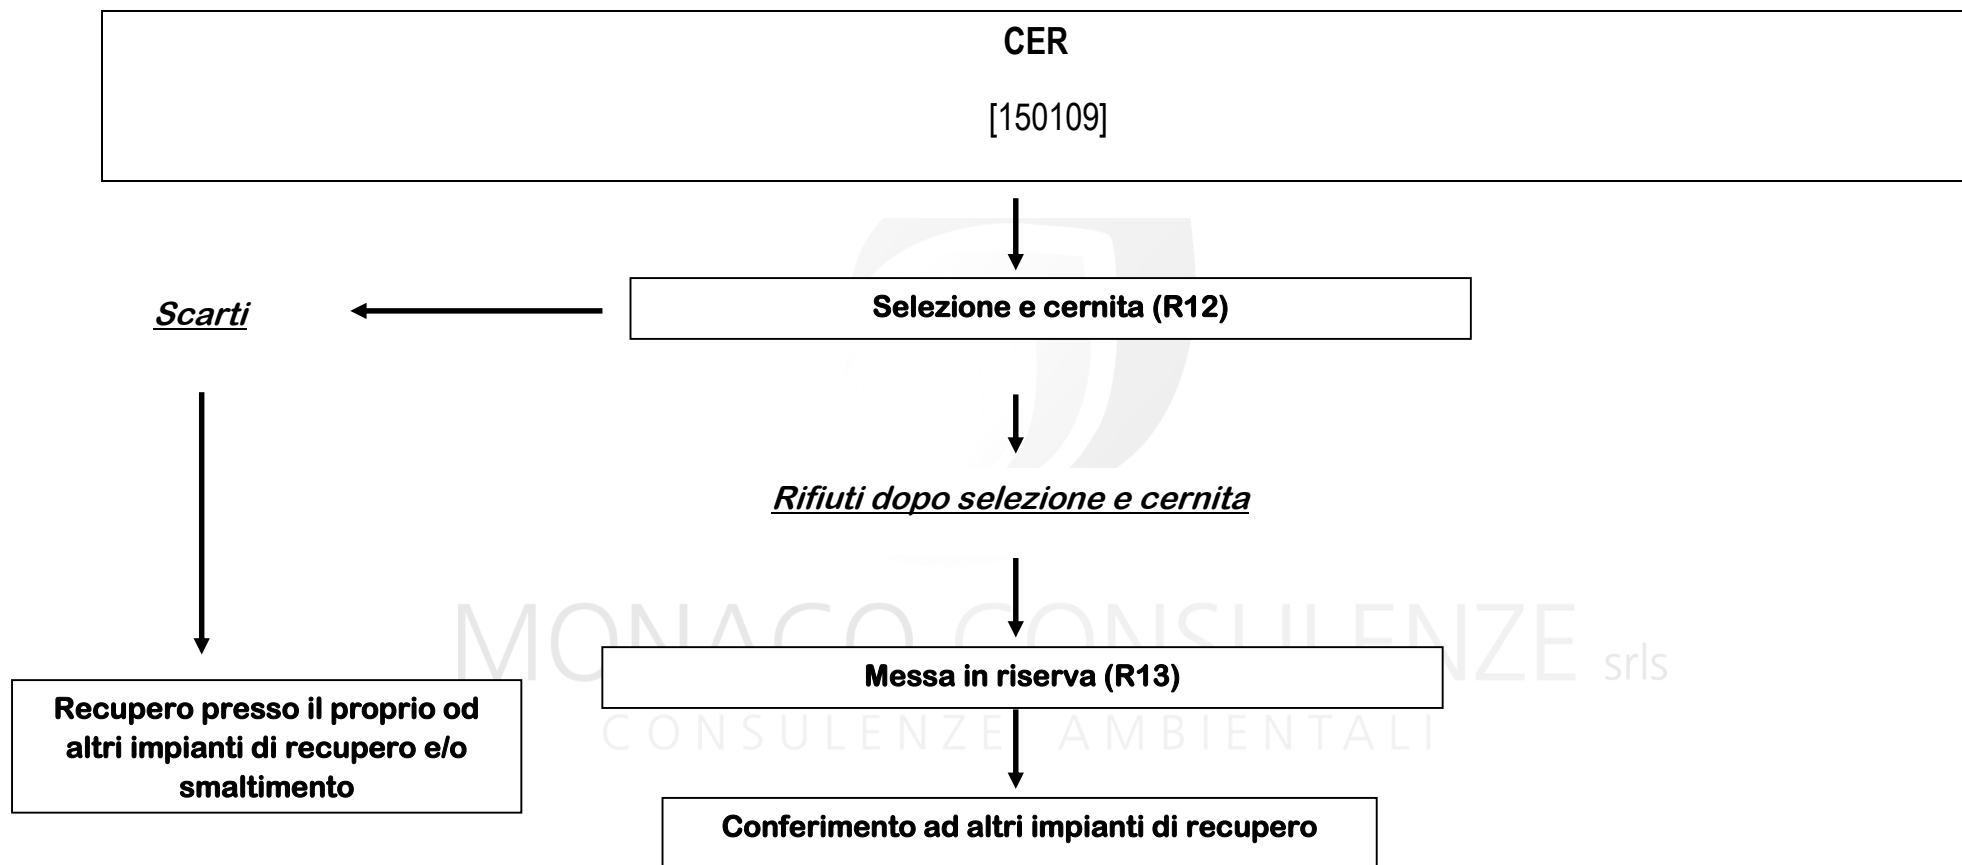 CER
[150109]
Selezione e cernita (R12)
Scarti
Rifiuti dopo selezione e cernita
MONACO CONSULENZE srls
Messa in riserva (R13)
CONSULENZE AMBIENTALI
Recupero presso il proprio od
altri impianti di recupero e/o
smaltimento
Conferimento ad altri impianti di recupero